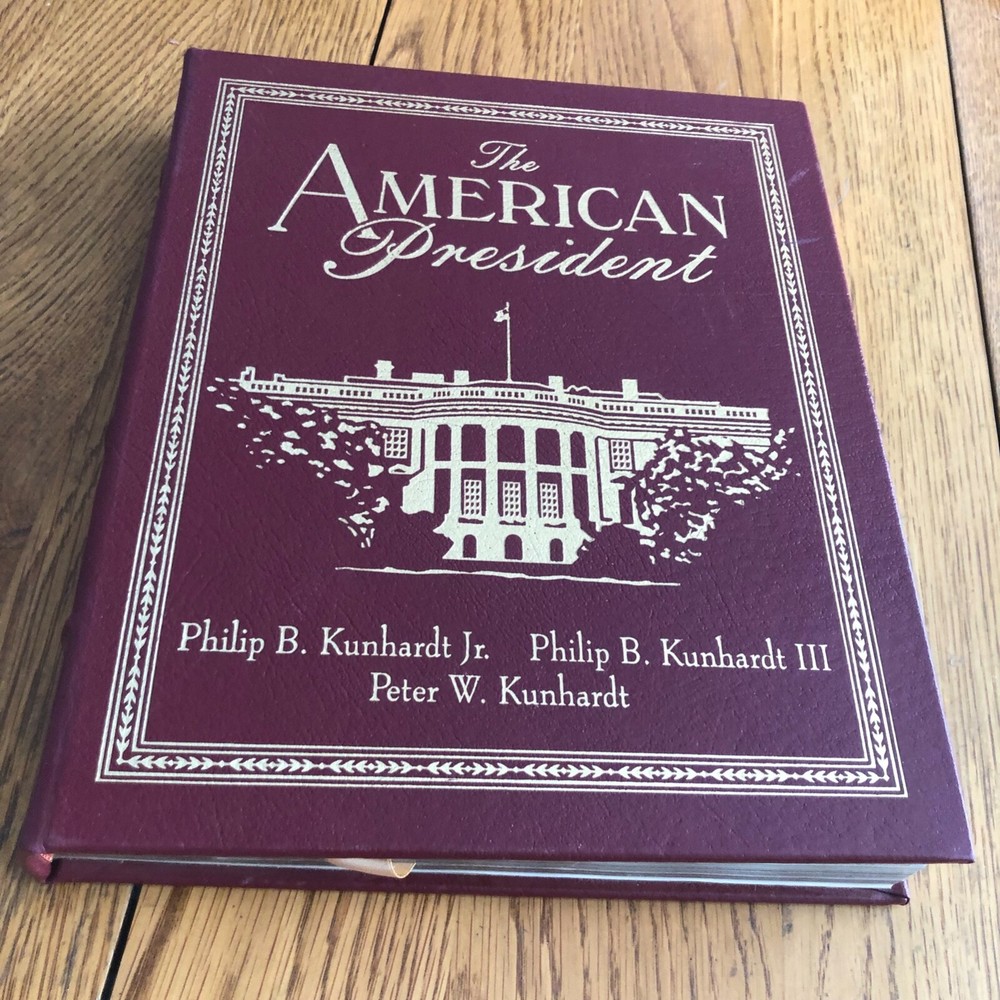 The
AMERICAN
President
Philip B. Kunhardt Jr. Philip B. Kunhardt III
Peter W. Kunhardt